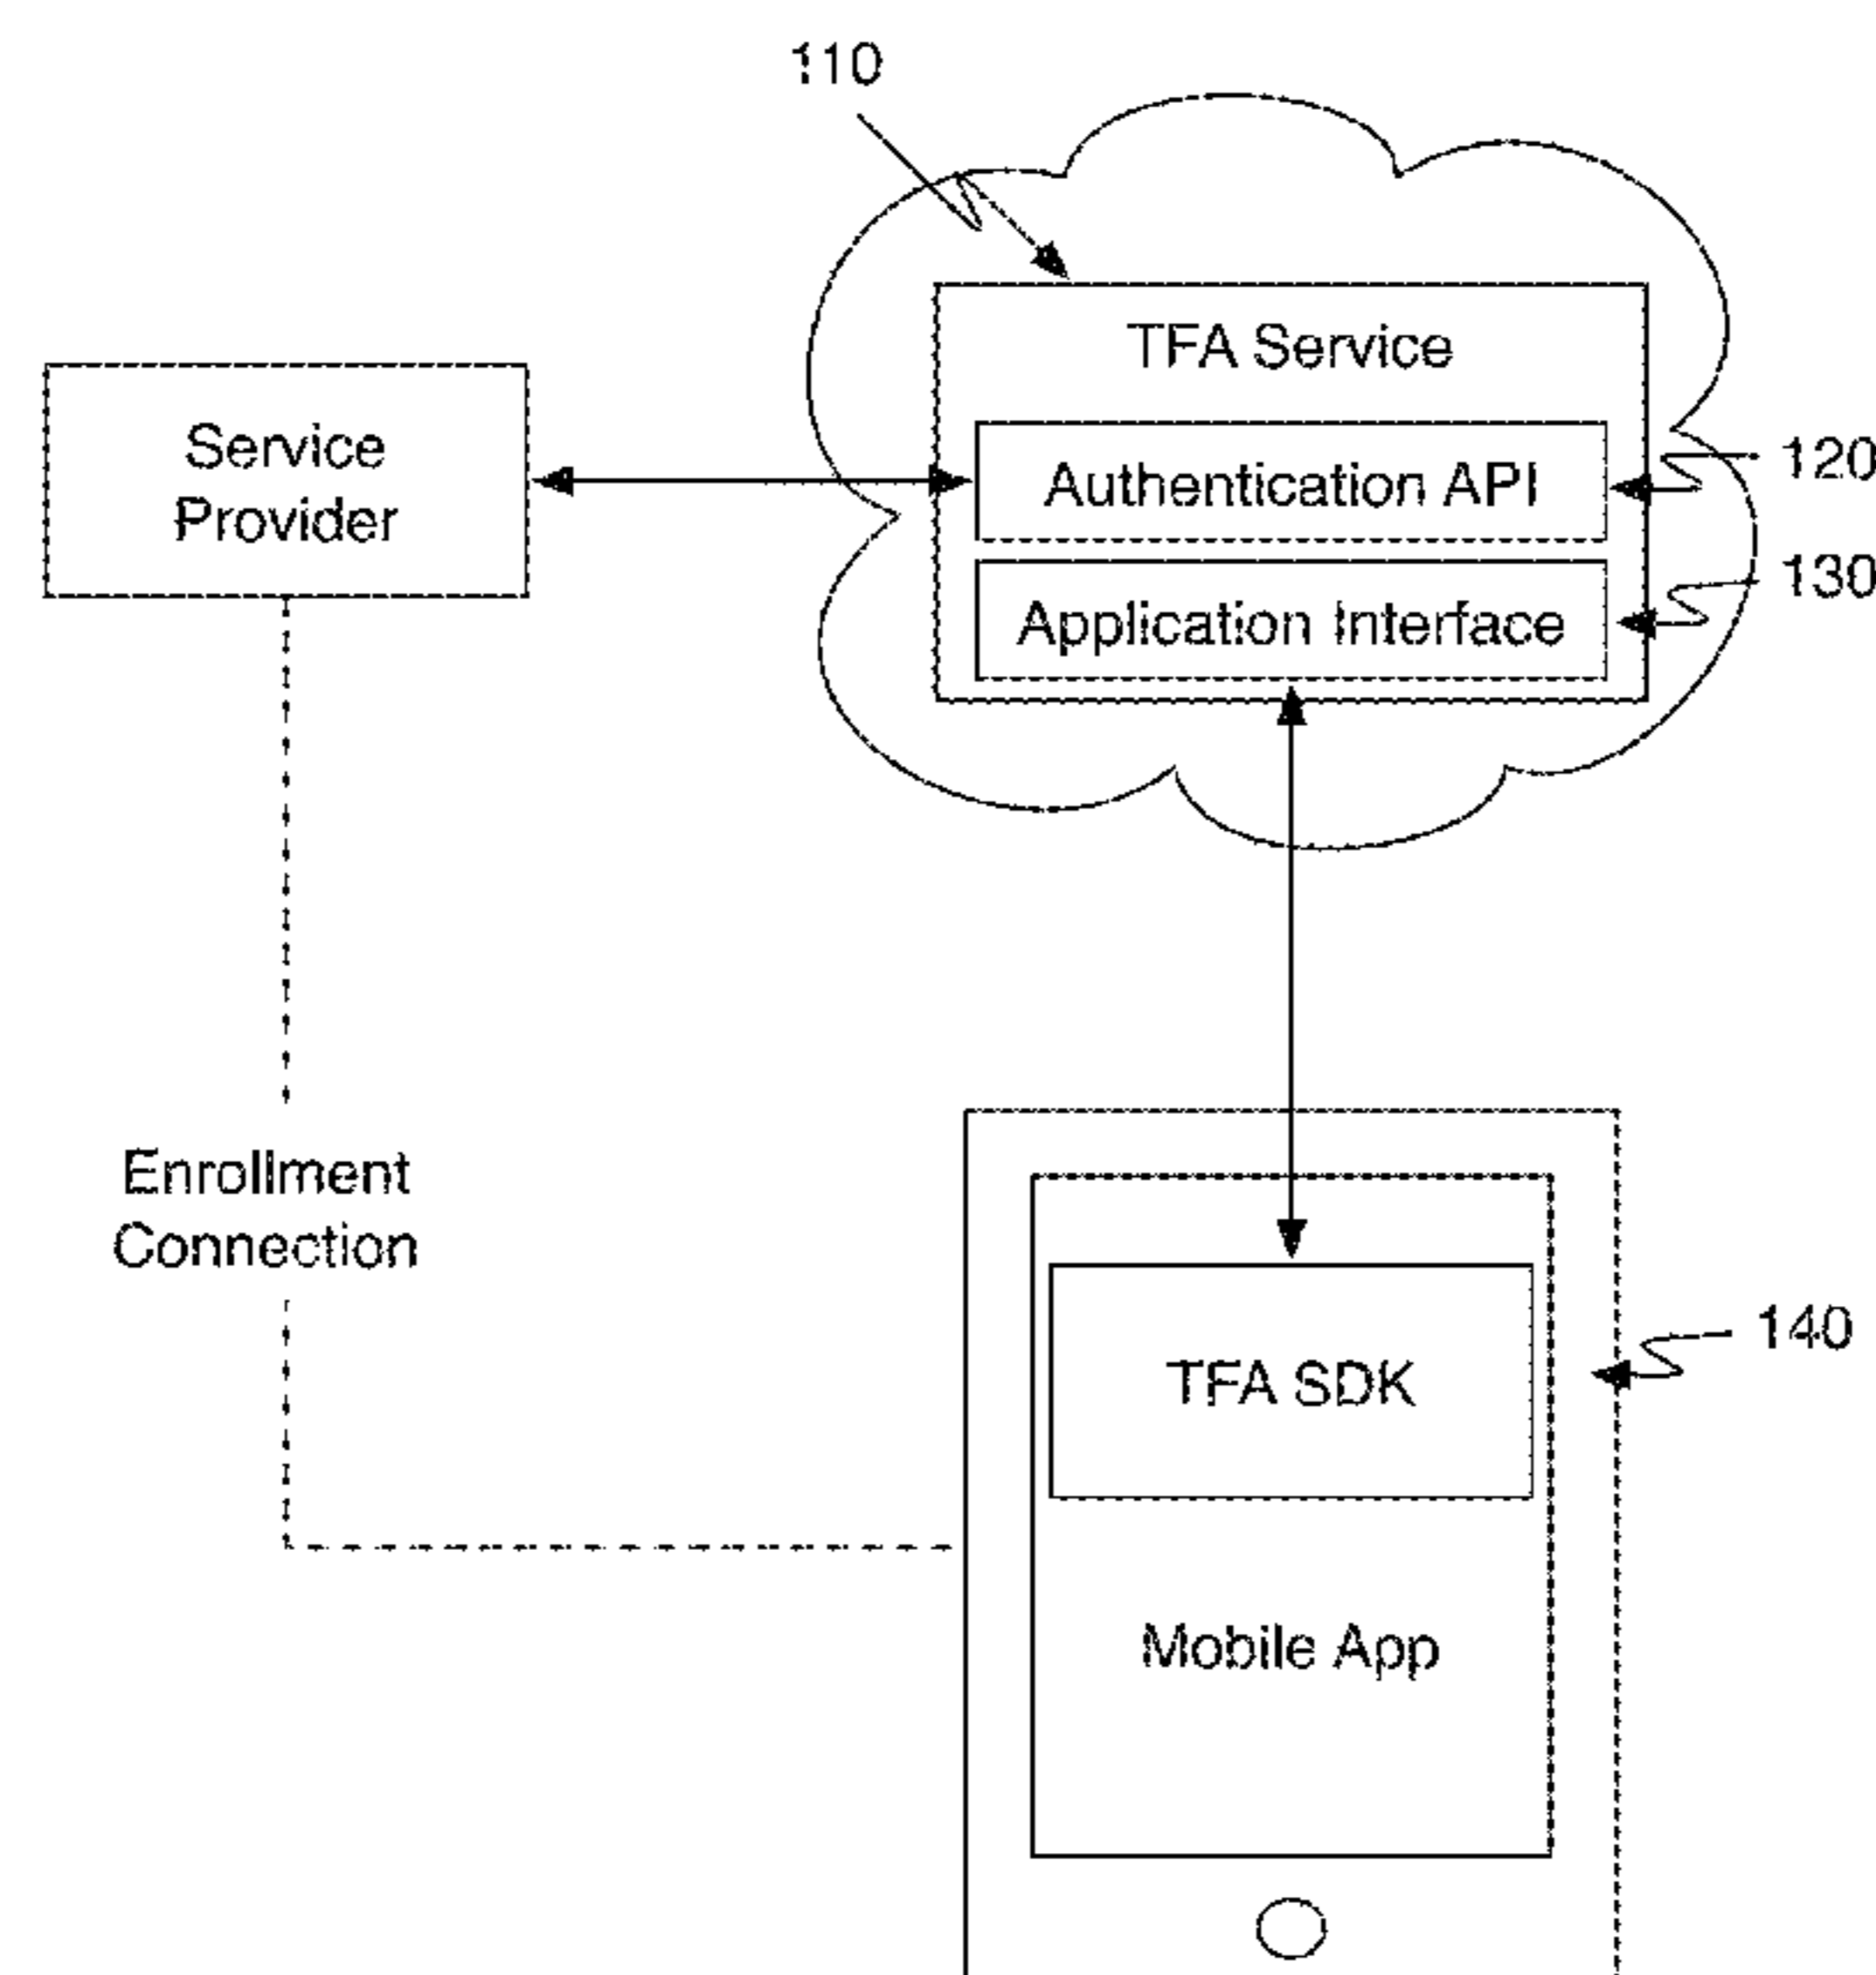 110
TFA Service
Service
Provider
Authentication API
120
Application Interface
130
Enrollment
Connection
TFA SDK
140
Mobile App